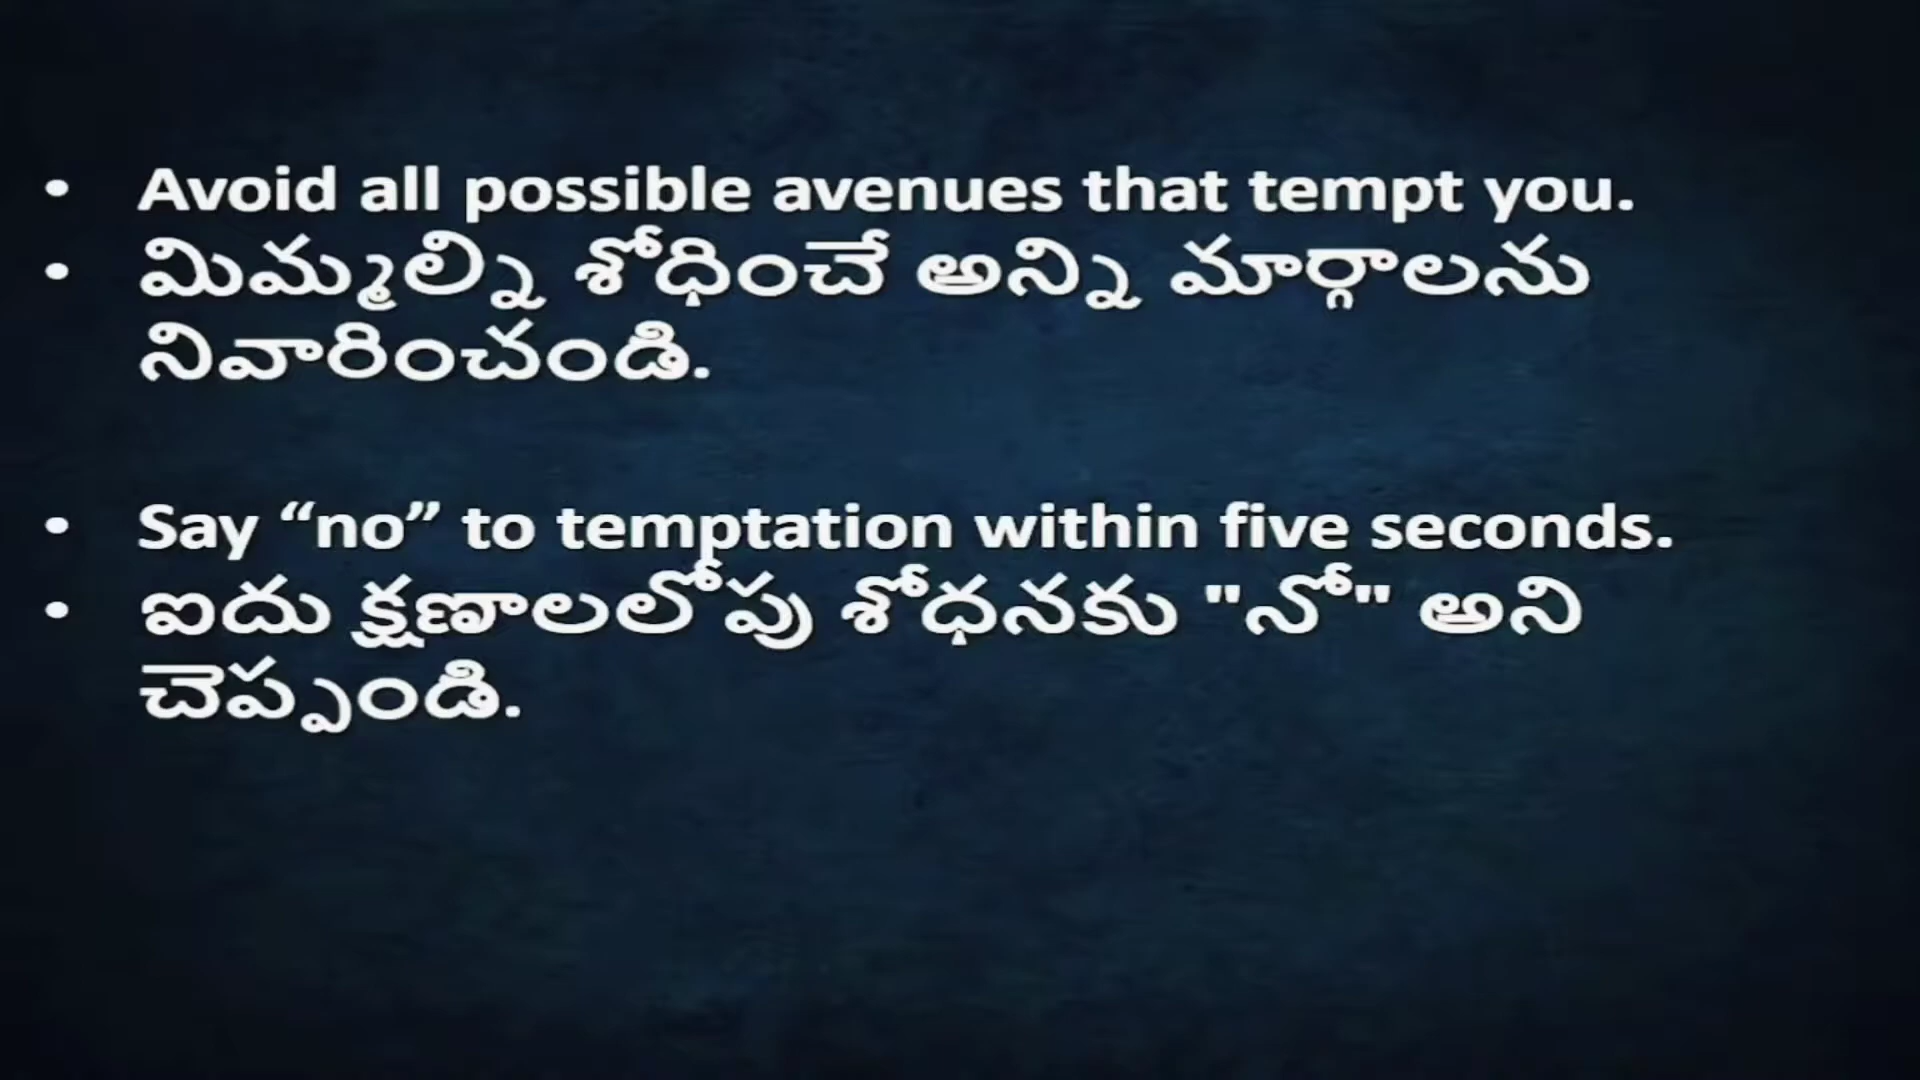 • Avoid all possible avenues that tempt you.
• మిమ్మల్ని శోధించే అన్ని మార్గాలను
నివారించండి.
• Say “no” to temptation within five seconds.
• ఐదు క్షణాలలోపు శోధనకు "నో" అని
చెప్పండి.